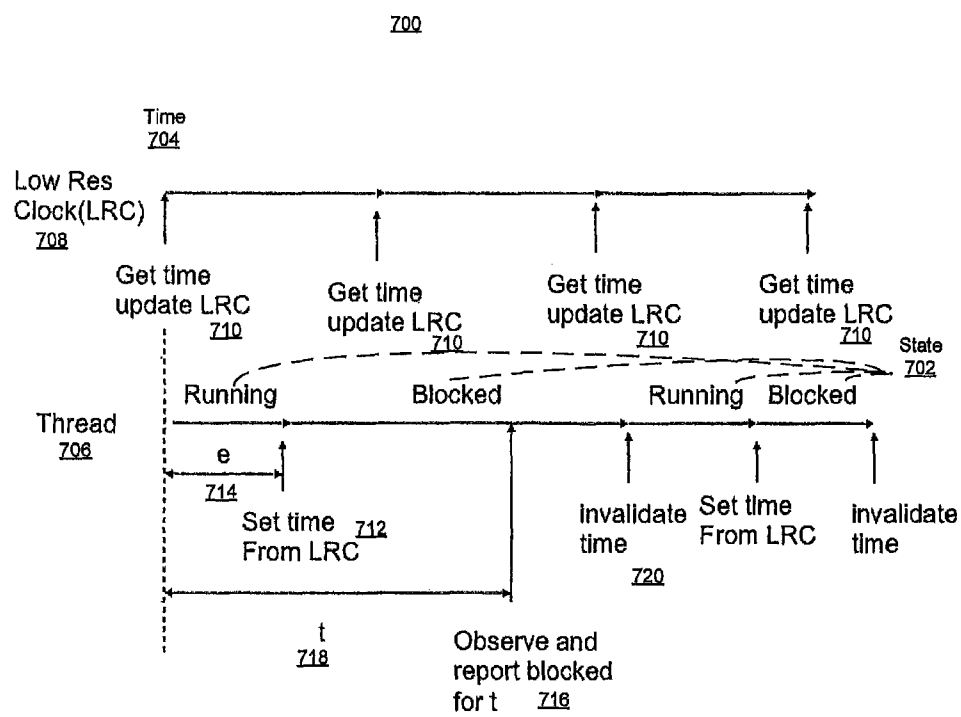 700
Time
704
Low Res
Clock(LRC)
708
Get time
update LRC
710
Get time
update LRC
710
Get time
update LRC
710
Get time
update LRC
710
State
702
Running
Blocked
Running
Blocked
Thread
706
e
714
Set time 712
From LRC
invalidate
time
720
Set time
From LRC
invalidate
time
t
718
Observe and
report blocked
for t 716